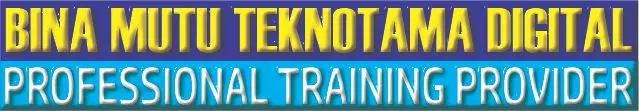 BINA MUTU TEKNOTAMA DIGITAL
PROFESSIONAL TRAINING PROVIDER